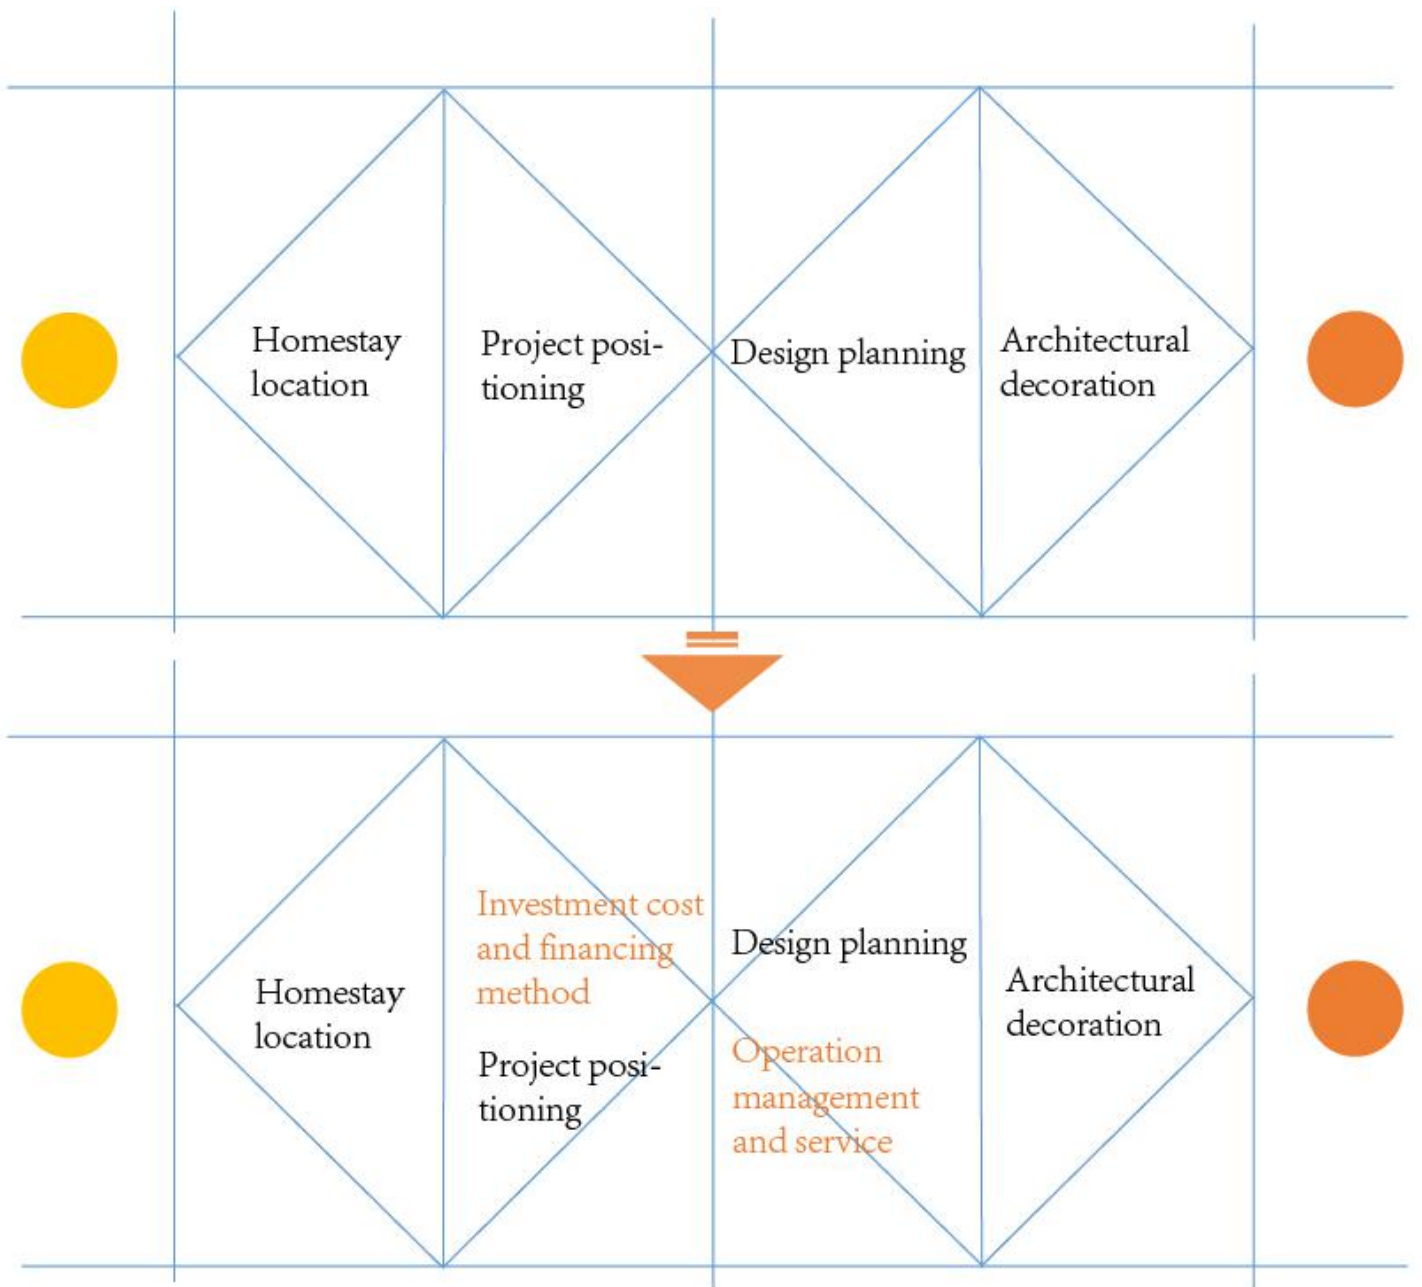 Homestay
location
Project posi-
tioning
Design planning
Architectural
decoration
Homestay
location
Investment cost
and financing
method
Project posi-
tioning
Design planning
Operation
management
and service
Architectural
decoration